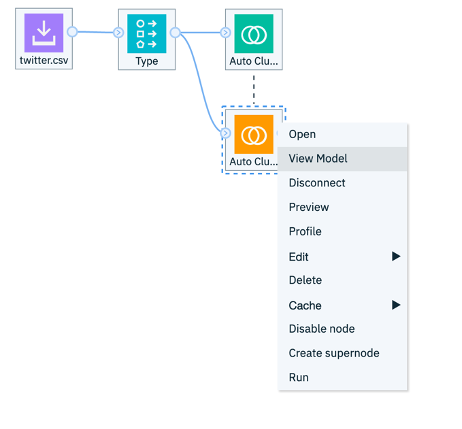 twitter.csv
Type
Auto Clu...
Auto Clu...
Open
View Model
Disconnect
Preview
Profile
Edit
Delete
Cache
Disable node
Create supernode
Run